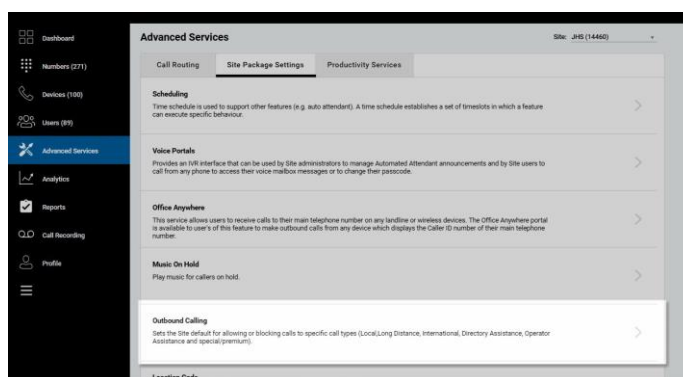 Dashboard
Numbers (271)
Devices (100)
Users (89)
Advanced Services
Analytics
Reports
Call Recording
Profile
Advanced Services
Site: JHS (14460)
Call Routing
Site Package Settings
Productivity Services
Scheduling
Time schedule is used to support other features (e.g. auto attendant). A time schedule establishes a set of timeslots in which a feature
can execute specific behaviour.
Voice Portals
Provides an IVR interface that can be used by Site administrators to manage Automated Attendant announcements and by Site users to
call from any phone to access their voice mailbox messages or to change their passcode.
Office Anywhere
This service allows users to receive calls to their main telephone number on any landline or wireless devices. The Office Anywhere portal
is available to user's of this feature to make outbound calls from any device which displays the Caller ID number of their main telephone
number.
Music On Hold
Play music for callers on hold.
Outbound Calling
Sets the Site default for allowing or blocking calls to specific call types (Local,Long Distance, International, Directory Assistance, Operator
Assistance and special/premium).
Location Code